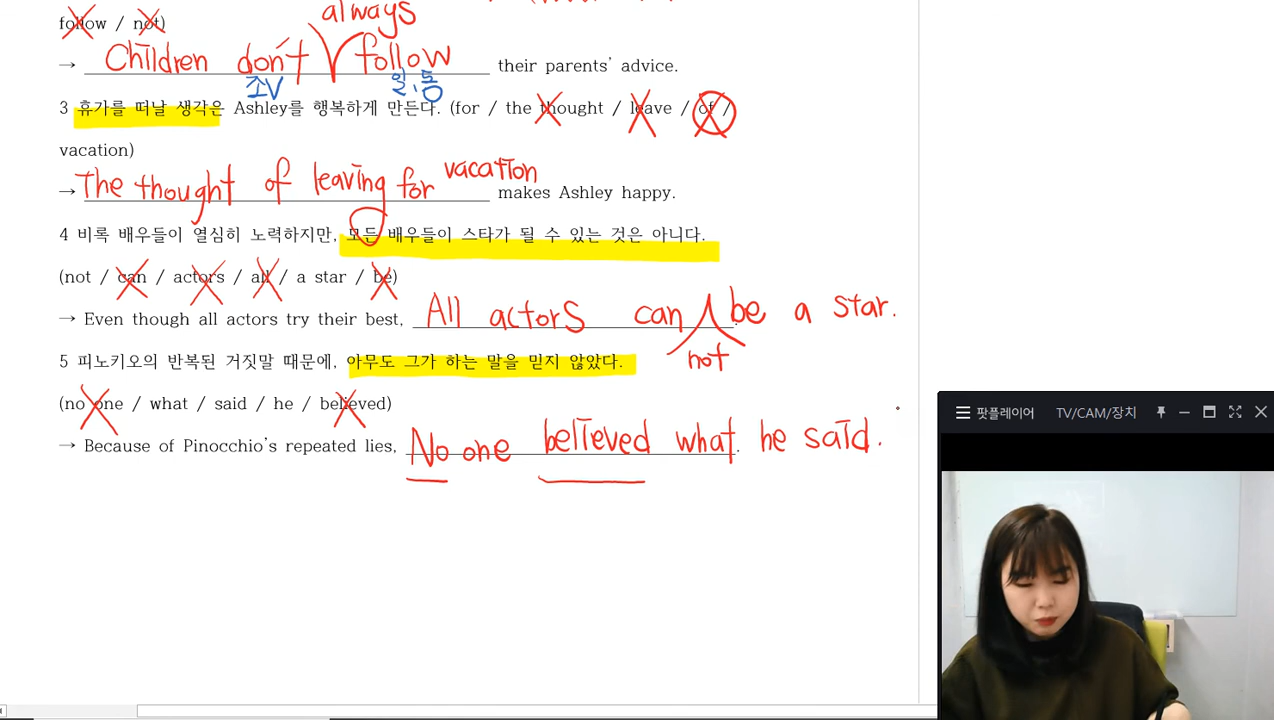 always
follow / not)
→ Children don't V follow their parents' advice.
조V 일.동
3 휴가를 떠날 생각은 Ashley를 행복하게 만든다. (for / the thought / leave / of /
vacation)
→ The thought of leaving for vacation makes Ashley happy.
4 비록 배우들이 열심히 노력하지만, 모든 배우들이 스타가 될 수 있는 것은 아니다.
(not / can / actors / all / a star / be)
→ Even though all actors try their best, All actors can be a star.
not
5 피노키오의 반복된 거짓말 때문에, 아무도 그가 하는 말을 믿지 않았다.
(no one / what / said / he / believed)
→ Because of Pinocchio's repeated lies, No one believed what he said.
팟플레이어 TV/CAM/장치